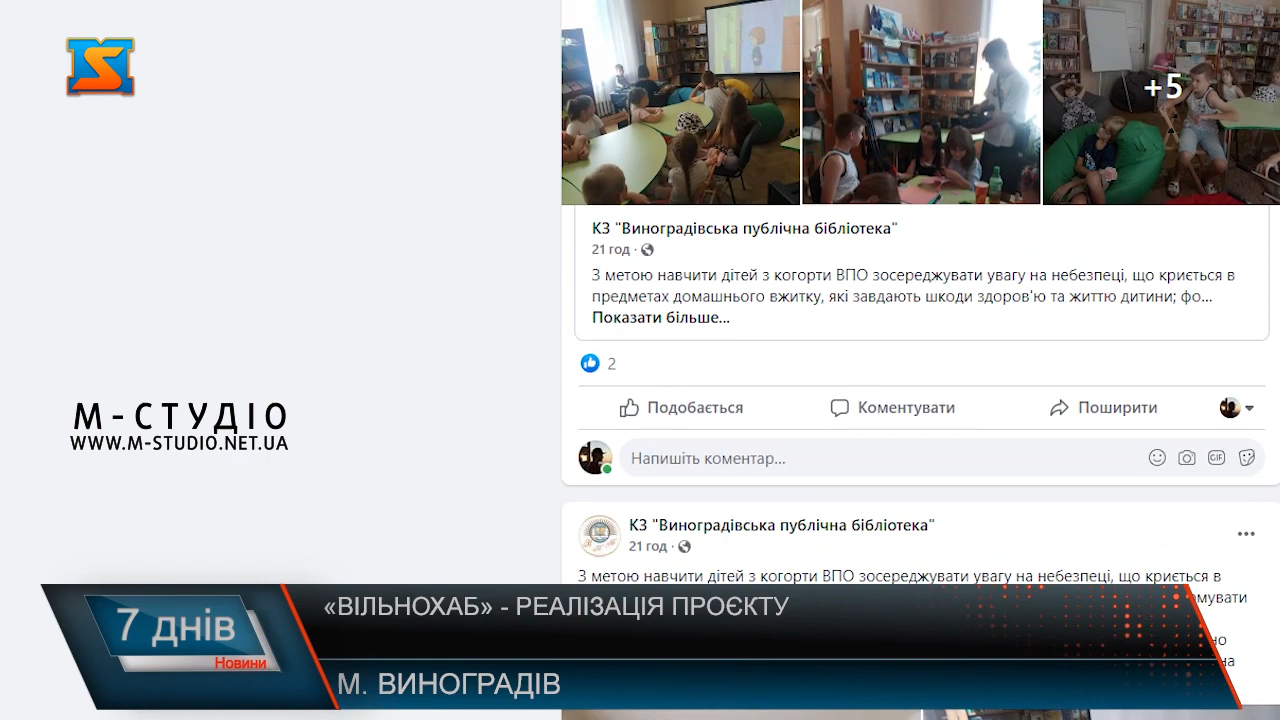 +5
КЗ "Виноградівська публічна бібліотека"
21 год ·
З метою навчити дітей з когорти ВПО зосереджувати увагу на небезпеці, що криється в
предметах домашнього вжитку, які завдають шкоди здоров'ю та життю дитини; фо...
Показати більше...
2
Подобається
Коментувати
Поширити
М-СТУДІО
WWW.M-STUDIO.NET.UA
Напишіть коментар...
GIF
КЗ "Виноградівська публічна бібліотека"
21 год ·
З метою навчити дітей з когорти ВПО зосереджувати увагу на небезпеці, що криється в
«ВІЛЬНОХАБ» - РЕАЛІЗАЦІЯ ПРОЄКТУ
7 днів
Новини
М. ВИНОГРАДІВ